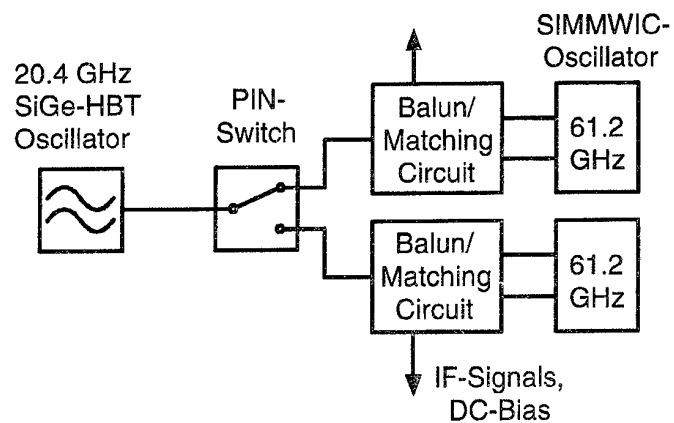 20.4 GHz
SiGe-HBT
Oscillator
PIN-
Switch
Balun/
Matching
Circuit
SIMMWIC-
Oscillator
61.2
GHz
Balun/
Matching
Circuit
61.2
GHz
IF-Signals,
DC-Bias